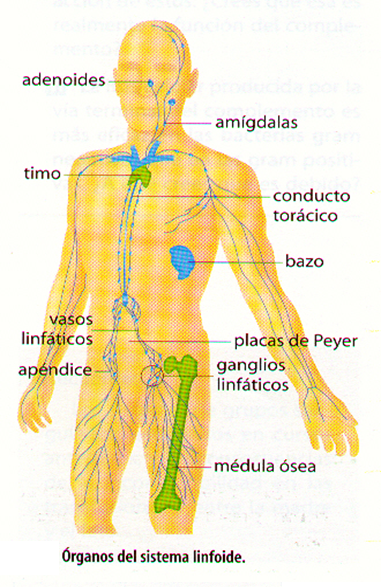 adenoides
amígdalas
timo
conducto
torácico
bazo
vasos
linfáticos
placas de Peyer
apéndice
ganglios
linfáticos
médula ósea
Órganos del sistema linfoide.